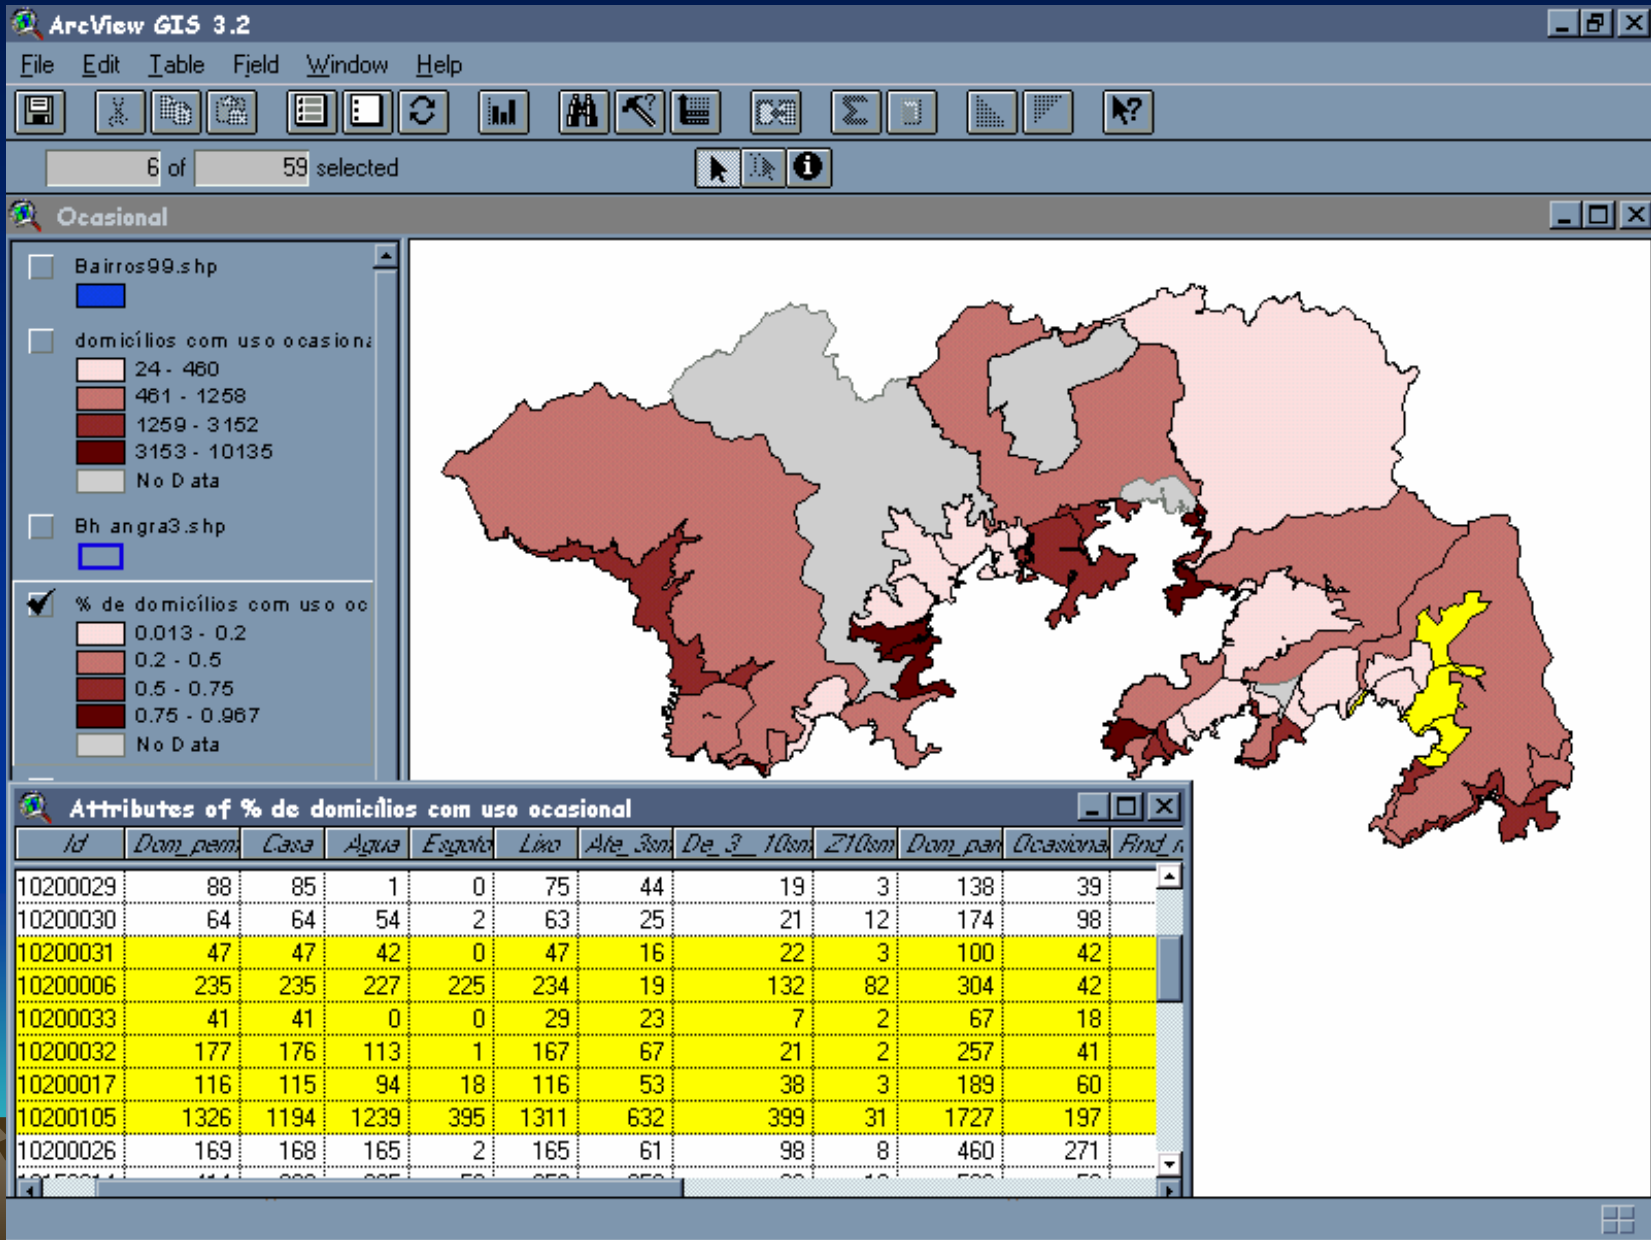 ArcView GIS 3.2
File Edit Table Field Window Help
6 of 59 selected
Ocasional
Bairros99.shp
domicílios com uso ocasiona
24 - 460
461 - 1258
1259 - 3152
3153 - 10135
No Data
Bh angra3.shp
% de domicílios com uso oc
0.013 - 0.2
0.2 - 0.5
0.5 - 0.75
0.75 - 0.967
No Data
Attributes of % de domicílios com uso ocasional
Id Dom_perm Casa Agua Esgoto Lixo Ate_3sm De_3__10sm Z10sm Dom_par Ocasiona
10200029 88 85 1 0 75 44 19 3 138 39
10200030 64 64 54 2 63 25 21 12 174 98
10200031 47 47 42 0 47 16 22 3 100 42
10200006 235 235 227 225 234 19 132 82 304 42
10200033 41 41 0 0 29 23 7 2 67 18
10200032 177 176 113 1 167 67 21 2 257 41
10200017 116 115 94 18 116 53 38 3 189 60
10200105 1326 1194 1239 395 1311 632 399 31 1727 197
10200026 169 168 165 2 165 61 98 8 460 271